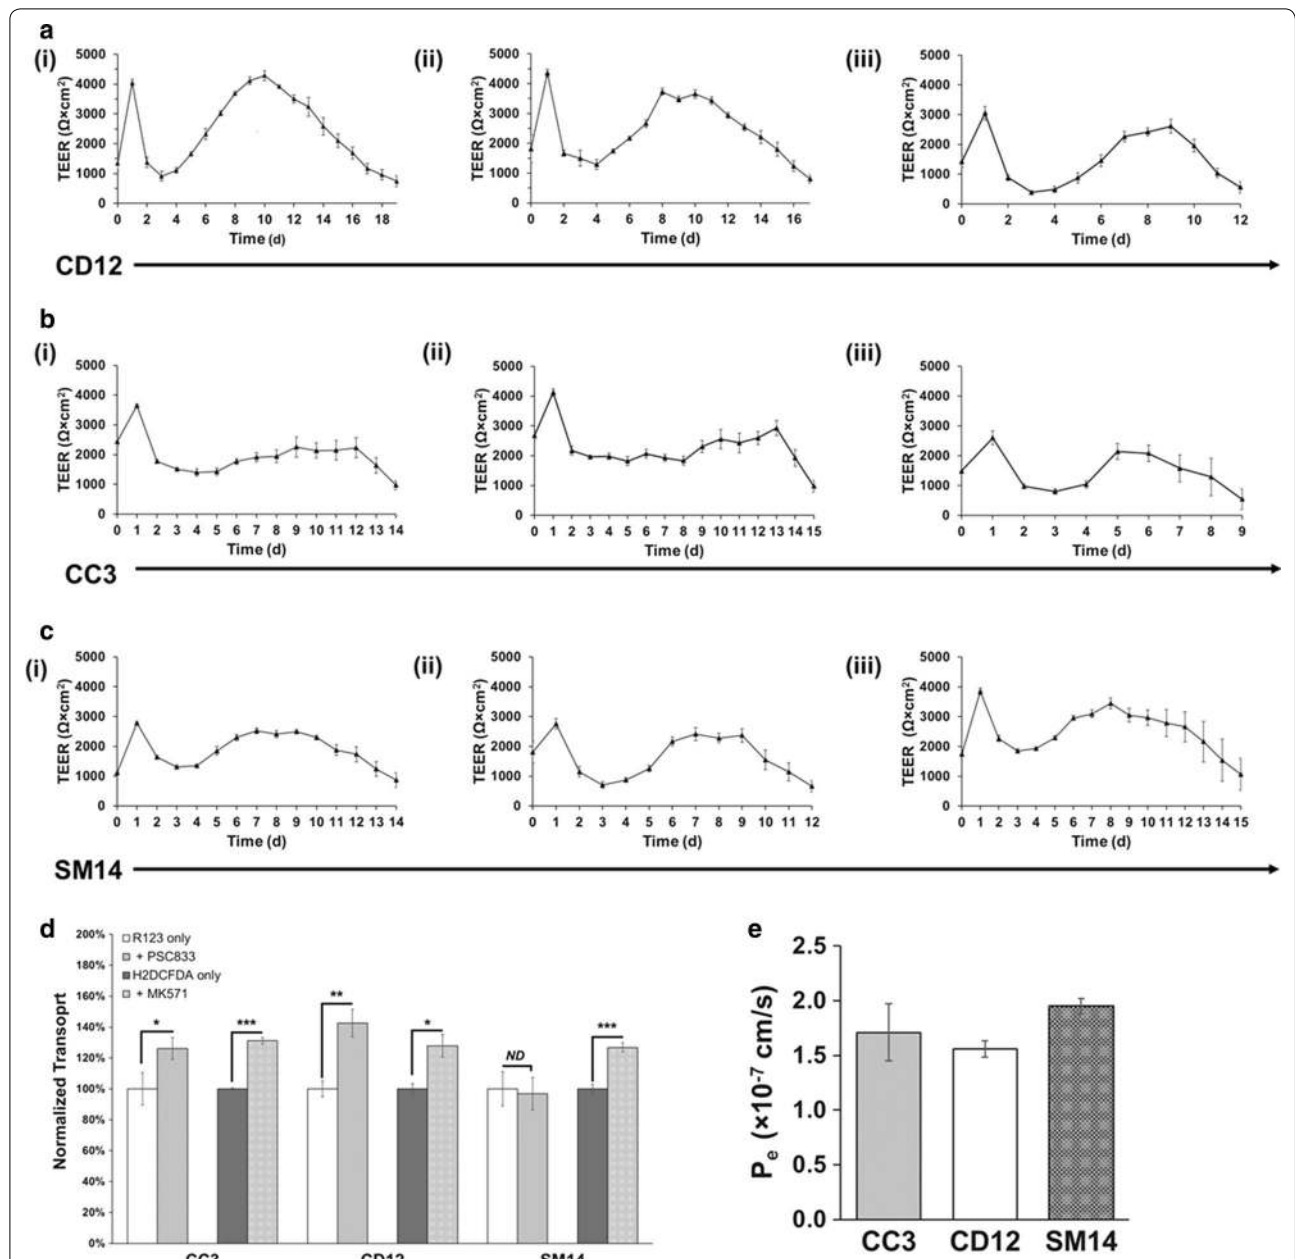 a
(i)
(ii)
(iii)
TEER (Ω×cm²)
5000
4000
3000
2000
1000
0
0 2 4 6 8 10 12 14 16 18
Time (d)
TEER (Ω×cm²)
5000
4000
3000
2000
1000
0
0 2 4 6 8 10 12 14 16
Time (d)
TEER (Ω×cm²)
5000
4000
3000
2000
1000
0
0 2 4 6 8 10 12
Time (d)
CD12
b
(i)
(ii)
(iii)
TEER (Ω×cm²)
5000
4000
3000
2000
1000
0
0 1 2 3 4 5 6 7 8 9 10 11 12 13 14
Time (d)
TEER (Ω×cm²)
5000
4000
3000
2000
1000
0
0 1 2 3 4 5 6 7 8 9 10 11 12 13 14 15
Time (d)
TEER (Ω×cm²)
5000
4000
3000
2000
1000
0
0 1 2 3 4 5 6 7 8 9
Time (d)
CC3
c
(i)
(ii)
(iii)
TEER (Ω×cm²)
5000
4000
3000
2000
1000
0
0 1 2 3 4 5 6 7 8 9 10 11 12 13 14
Time (d)
TEER (Ω×cm²)
5000
4000
3000
2000
1000
0
0 1 2 3 4 5 6 7 8 9 10 11 12
Time (d)
TEER (Ω×cm²)
5000
4000
3000
2000
1000
0
0 1 2 3 4 5 6 7 8 9 10 11 12 13 14 15
Time (d)
SM14
d
Normalized Transoprt
200%
180%
160%
140%
120%
100%
80%
60%
40%
20%
0%
R123 only
+ PSC833
H2DCFDA only
+ MK571
*
***
**
*
ND
***
CC3 CD12 SM14
e
Pₑ (×10⁻⁷ cm/s)
2.5
2.0
1.5
1.0
0.5
0.0
CC3 CD12 SM14